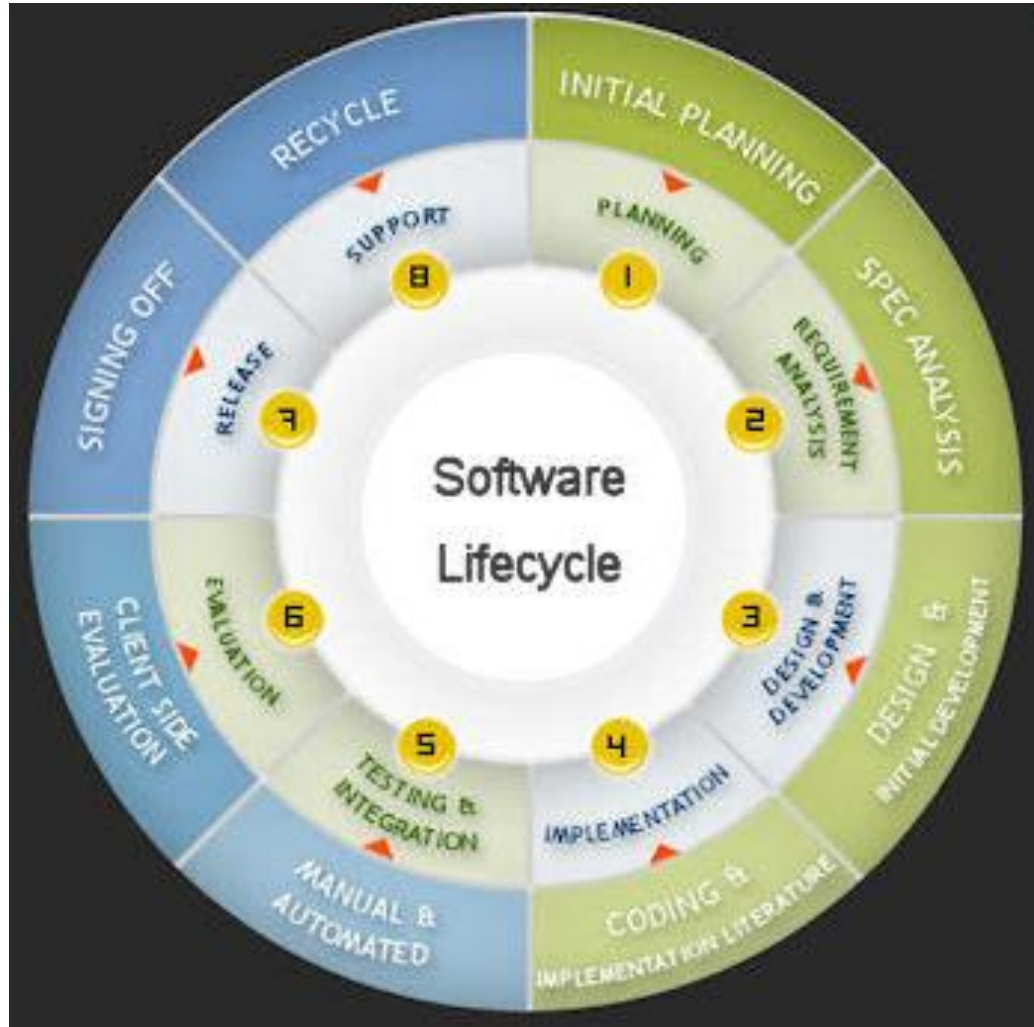 Software
Lifecycle
INITIAL PLANNING
PLANNING
1
SPEC ANALYSIS
REQUIREMENT
ANALYSIS
2
DESIGN &
INITIAL DEVELOPMENT
DESIGN &
DEVELOPMENT
3
CODING &
IMPLEMENTATION LITERATURE
IMPLEMENTATION
4
MANUAL &
AUTOMATED
TESTING &
INTEGRATION
5
CLIENT SIDE
EVALUATION
EVALUATION
6
SIGNING OFF
RELEASE
7
RECYCLE
SUPPORT
8